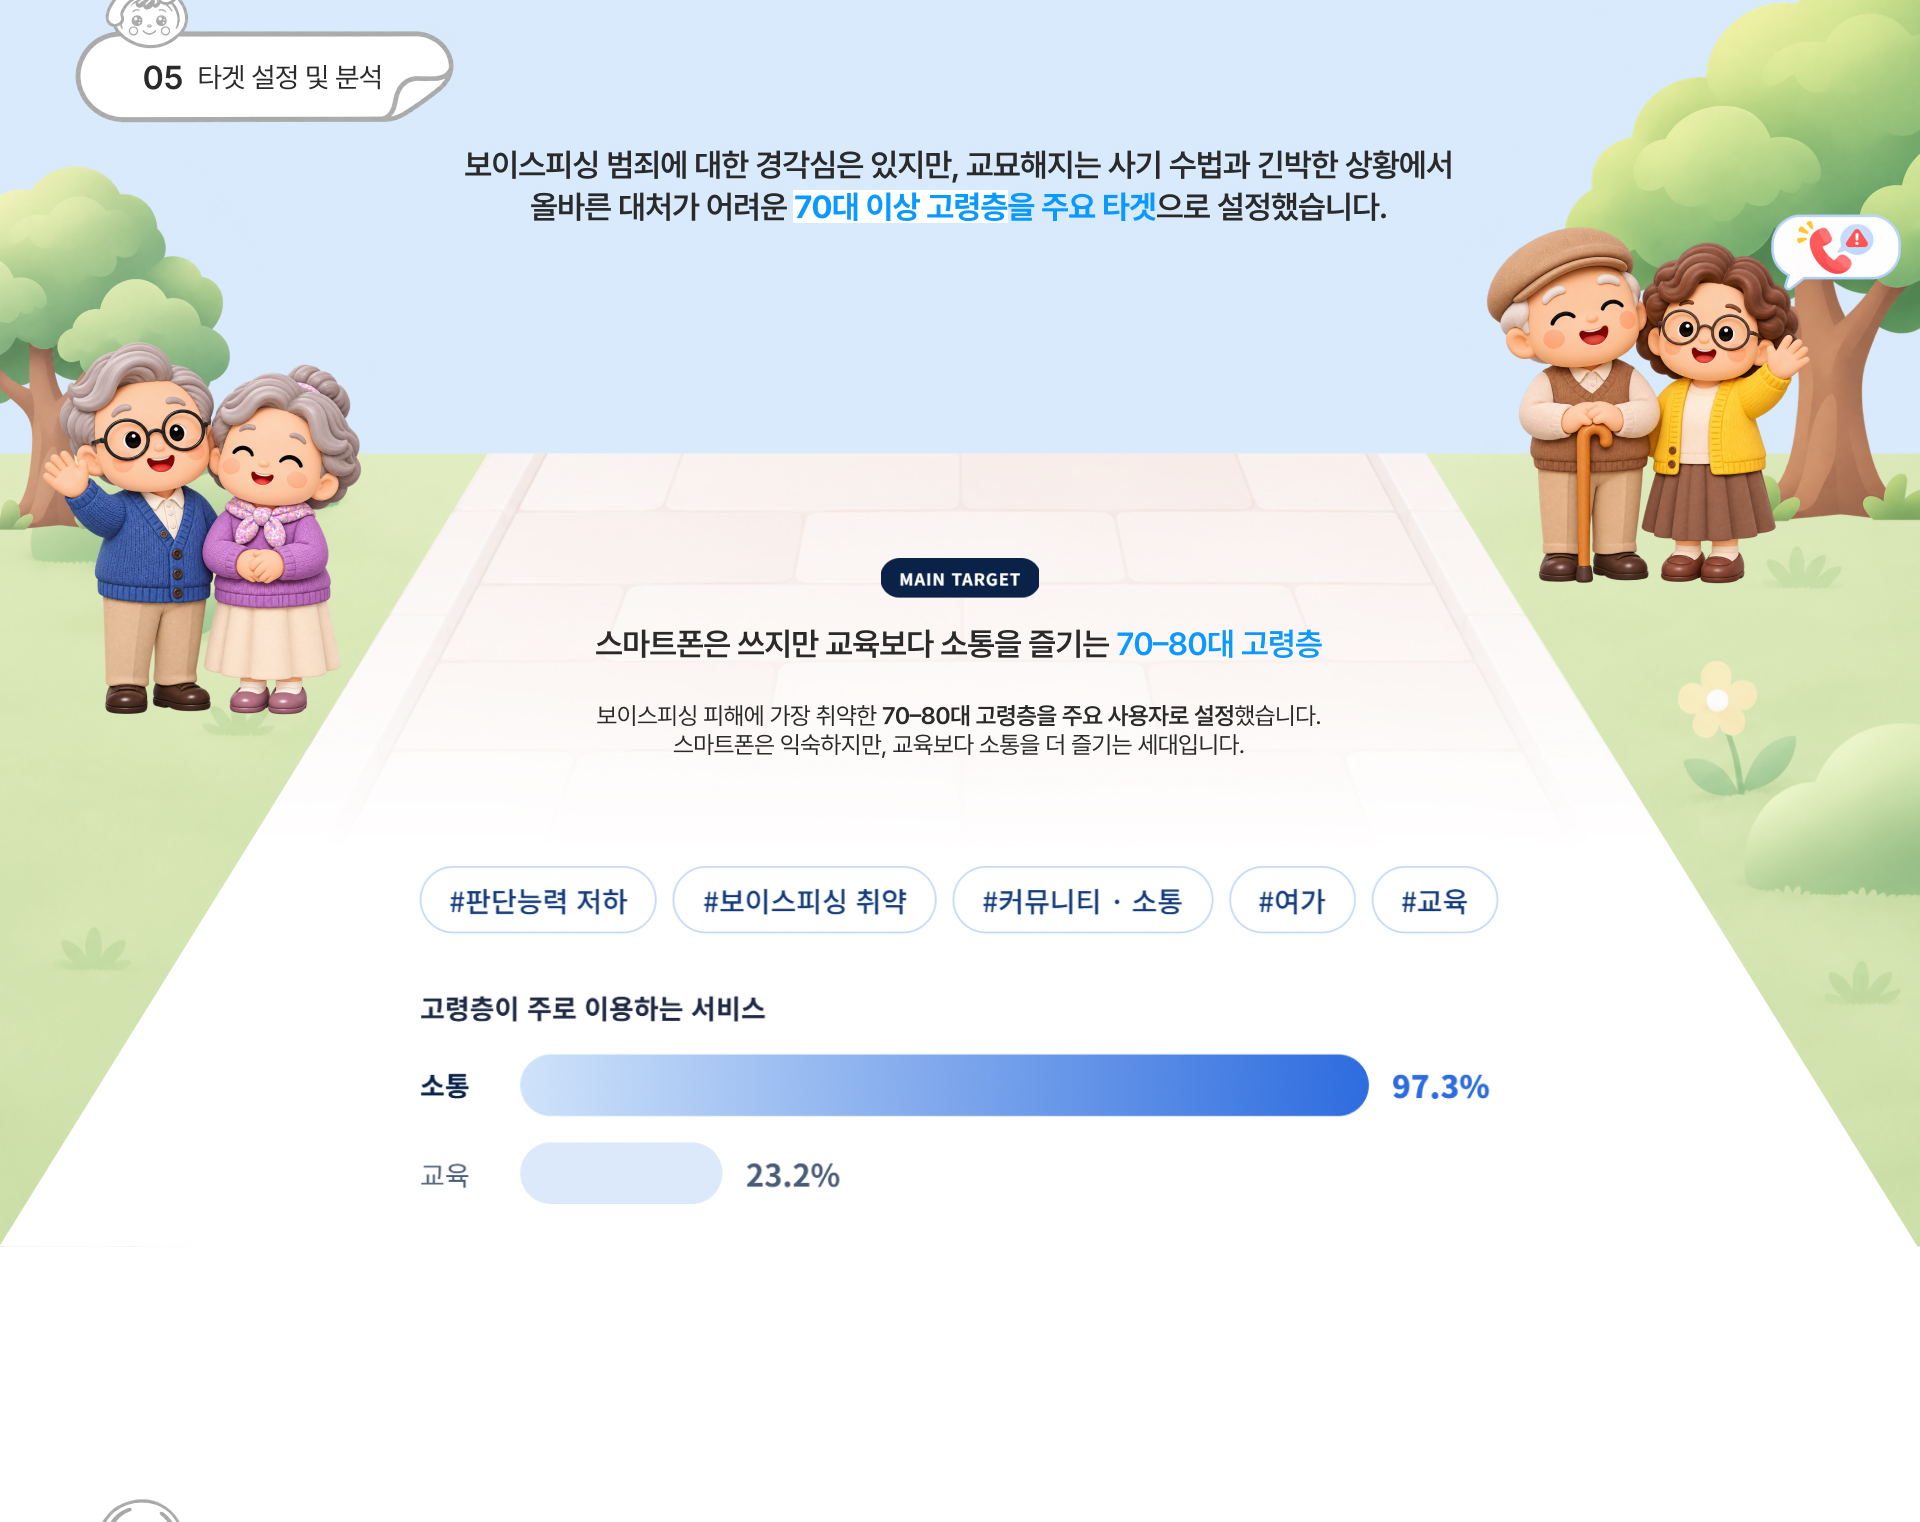 05 타겟 설정 및 분석
보이스피싱 범죄에 대한 경각심은 있지만, 교묘해지는 사기 수법과 긴박한 상황에서
올바른 대처가 어려운 70대 이상 고령층을 주요 타겟으로 설정했습니다.
MAIN TARGET
스마트폰은 쓰지만 교육보다 소통을 즐기는 70–80대 고령층
보이스피싱 피해에 가장 취약한 70–80대 고령층을 주요 사용자로 설정했습니다.
스마트폰은 익숙하지만, 교육보다 소통을 더 즐기는 세대입니다.
#판단능력 저하 #보이스피싱 취약 #커뮤니티 · 소통 #여가 #교육
고령층이 주로 이용하는 서비스
소통 97.3%
교육 23.2%